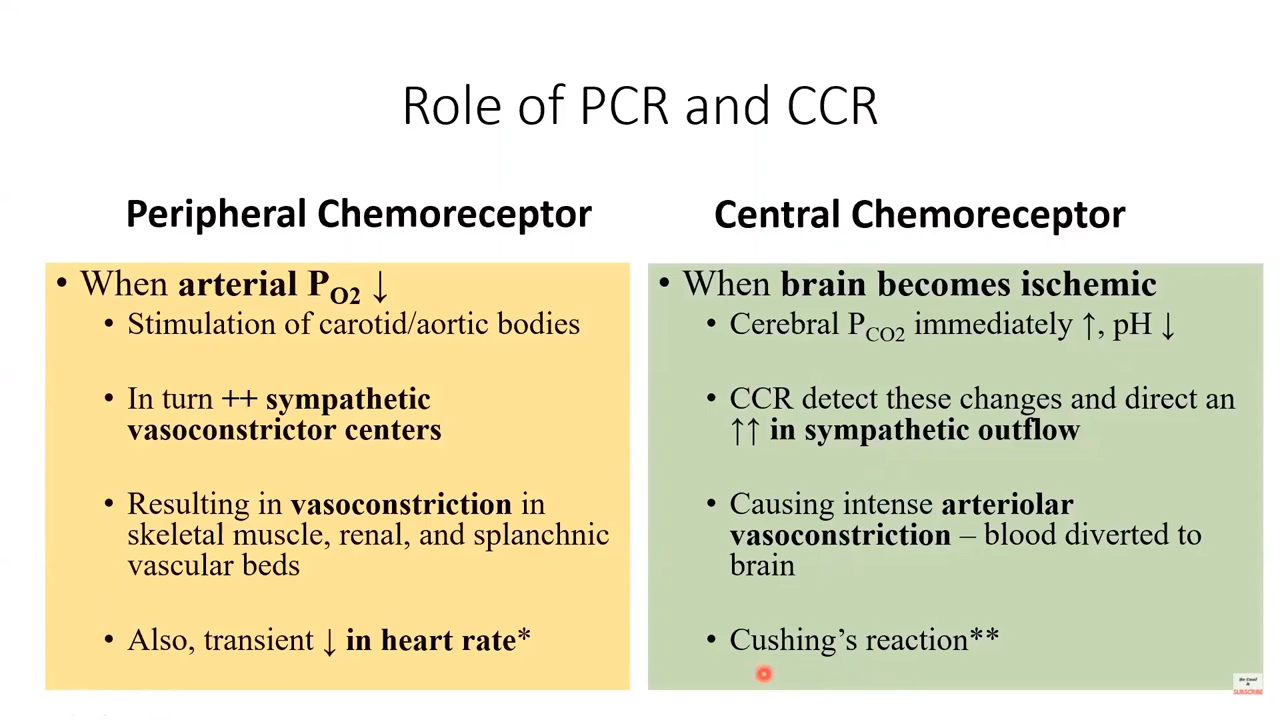 Role of PCR and CCR
Peripheral Chemoreceptor
• When arterial PO2 ↓
• Stimulation of carotid/aortic bodies
• In turn ++ sympathetic
vasoconstrictor centers
• Resulting in vasoconstriction in
skeletal muscle, renal, and splanchnic
vascular beds
• Also, transient ↓ in heart rate*
Central Chemoreceptor
• When brain becomes ischemic
• Cerebral PCO2 immediately ↑, pH ↓
• CCR detect these changes and direct an
↑↑ in sympathetic outflow
• Causing intense arteriolar
vasoconstriction – blood diverted to
brain
• Cushing’s reaction**
SUBSCRIBE